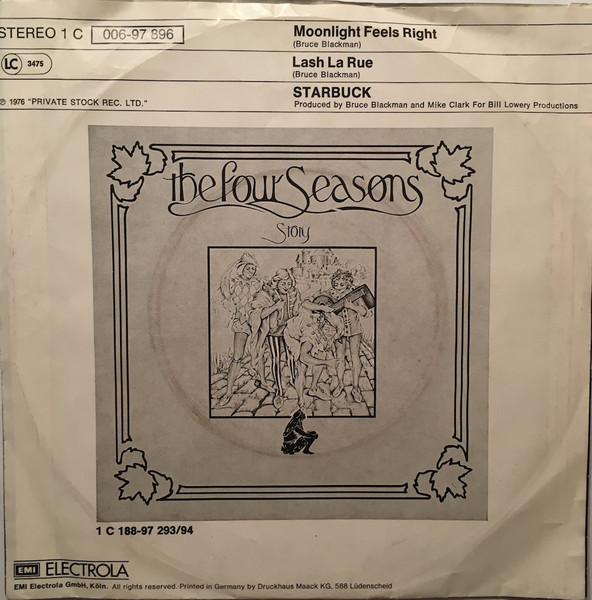 STEREO 1 C 006-97 896
LC 3475
℗ 1976 "PRIVATE STOCK REC. LTD."
Moonlight Feels Right
(Bruce Blackman)
Lash La Rue
(Bruce Blackman)
STARBUCK
Produced by Bruce Blackman and Mike Clark For Bill Lowery Productions
the Four Seasons
Story
1 C 188-97 293/94
EMI ELECTROLA
EMI Electrola GmbH, Köln. All rights reserved. Printed in Germany by Druckhaus Maack KG, 588 Lüdenscheid